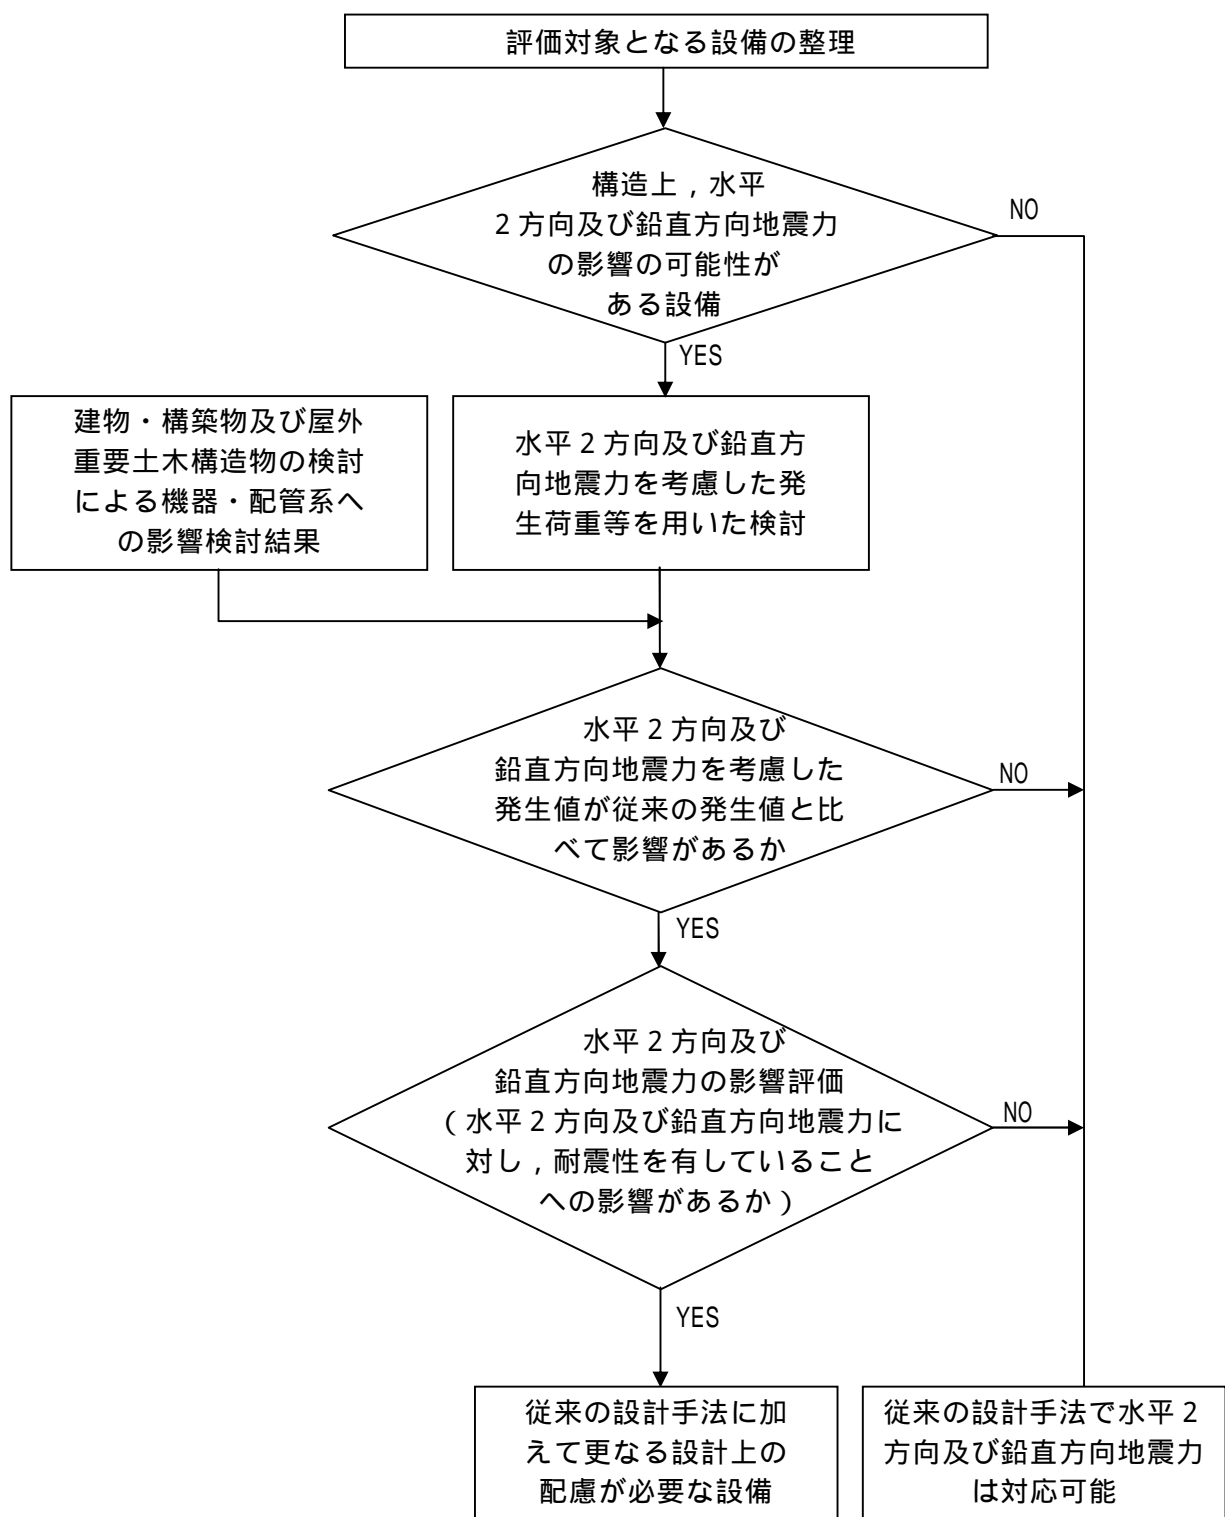 評価対象となる設備の整理
構造上，水平
２方向及び鉛直方向地震力
の影響の可能性が
ある設備
NO
YES
建物・構築物及び屋外
重要土木構造物の検討
による機器・配管系へ
の影響検討結果
水平２方向及び鉛直方
向地震力を考慮した発
生荷重等を用いた検討
水平２方向及び
鉛直方向地震力を考慮した
発生値が従来の発生値と比
べて影響があるか
NO
YES
水平２方向及び
鉛直方向地震力の影響評価
（水平２方向及び鉛直方向地震力に
対し，耐震性を有していること
への影響があるか）
NO
YES
従来の設計手法に加
えて更なる設計上の
配慮が必要な設備
従来の設計手法で水平２
方向及び鉛直方向地震力
は対応可能